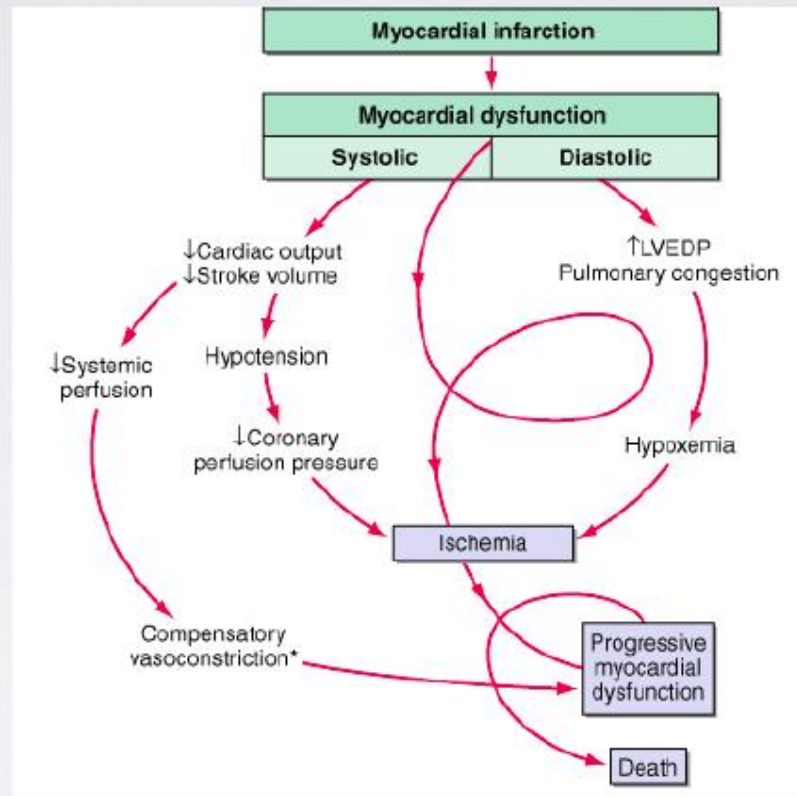 Myocardial infarction
Myocardial dysfunction
Systolic
Diastolic
↓Cardiac output
↓Stroke volume
↑LVEDP
Pulmonary congestion
↓Systemic
perfusion
Hypotension
↓Coronary
perfusion pressure
Hypoxemia
Ischemia
Compensatory
vasoconstriction*
Progressive
myocardial
dysfunction
Death